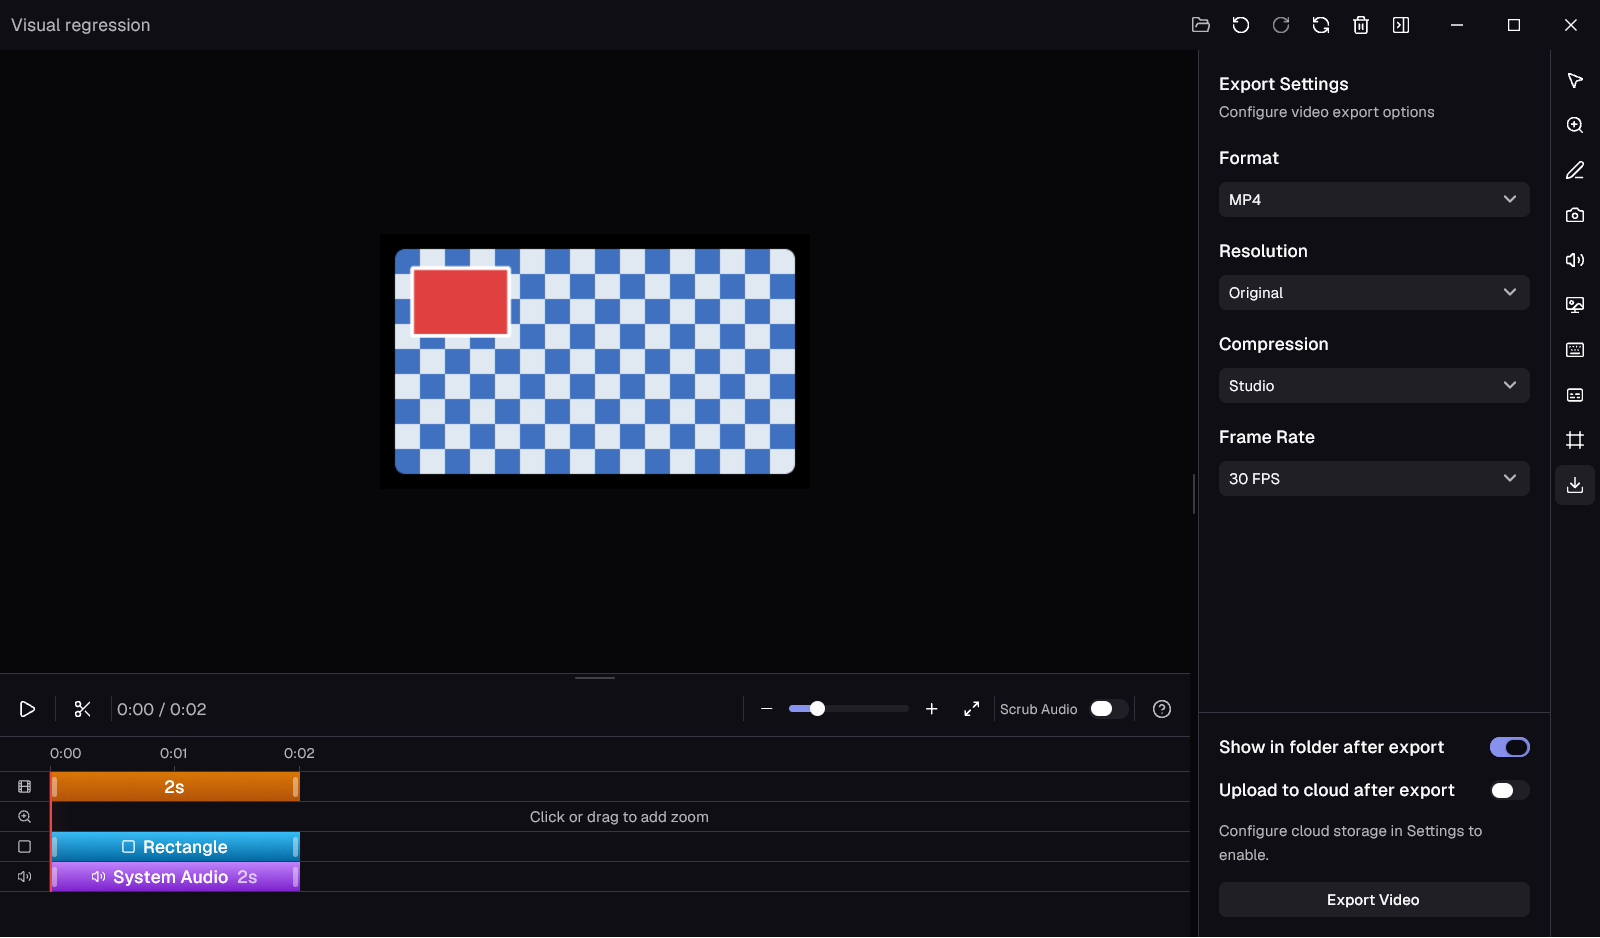 Visual regression
Export Settings
Configure video export options
Format
MP4
Resolution
Original
Compression
Studio
Frame Rate
30 FPS
0:00 / 0:02
Scrub Audio
0:00 0:01 0:02
2s
Click or drag to add zoom
Rectangle
System Audio 2s
Show in folder after export
Upload to cloud after export
Configure cloud storage in Settings to
enable.
Export Video